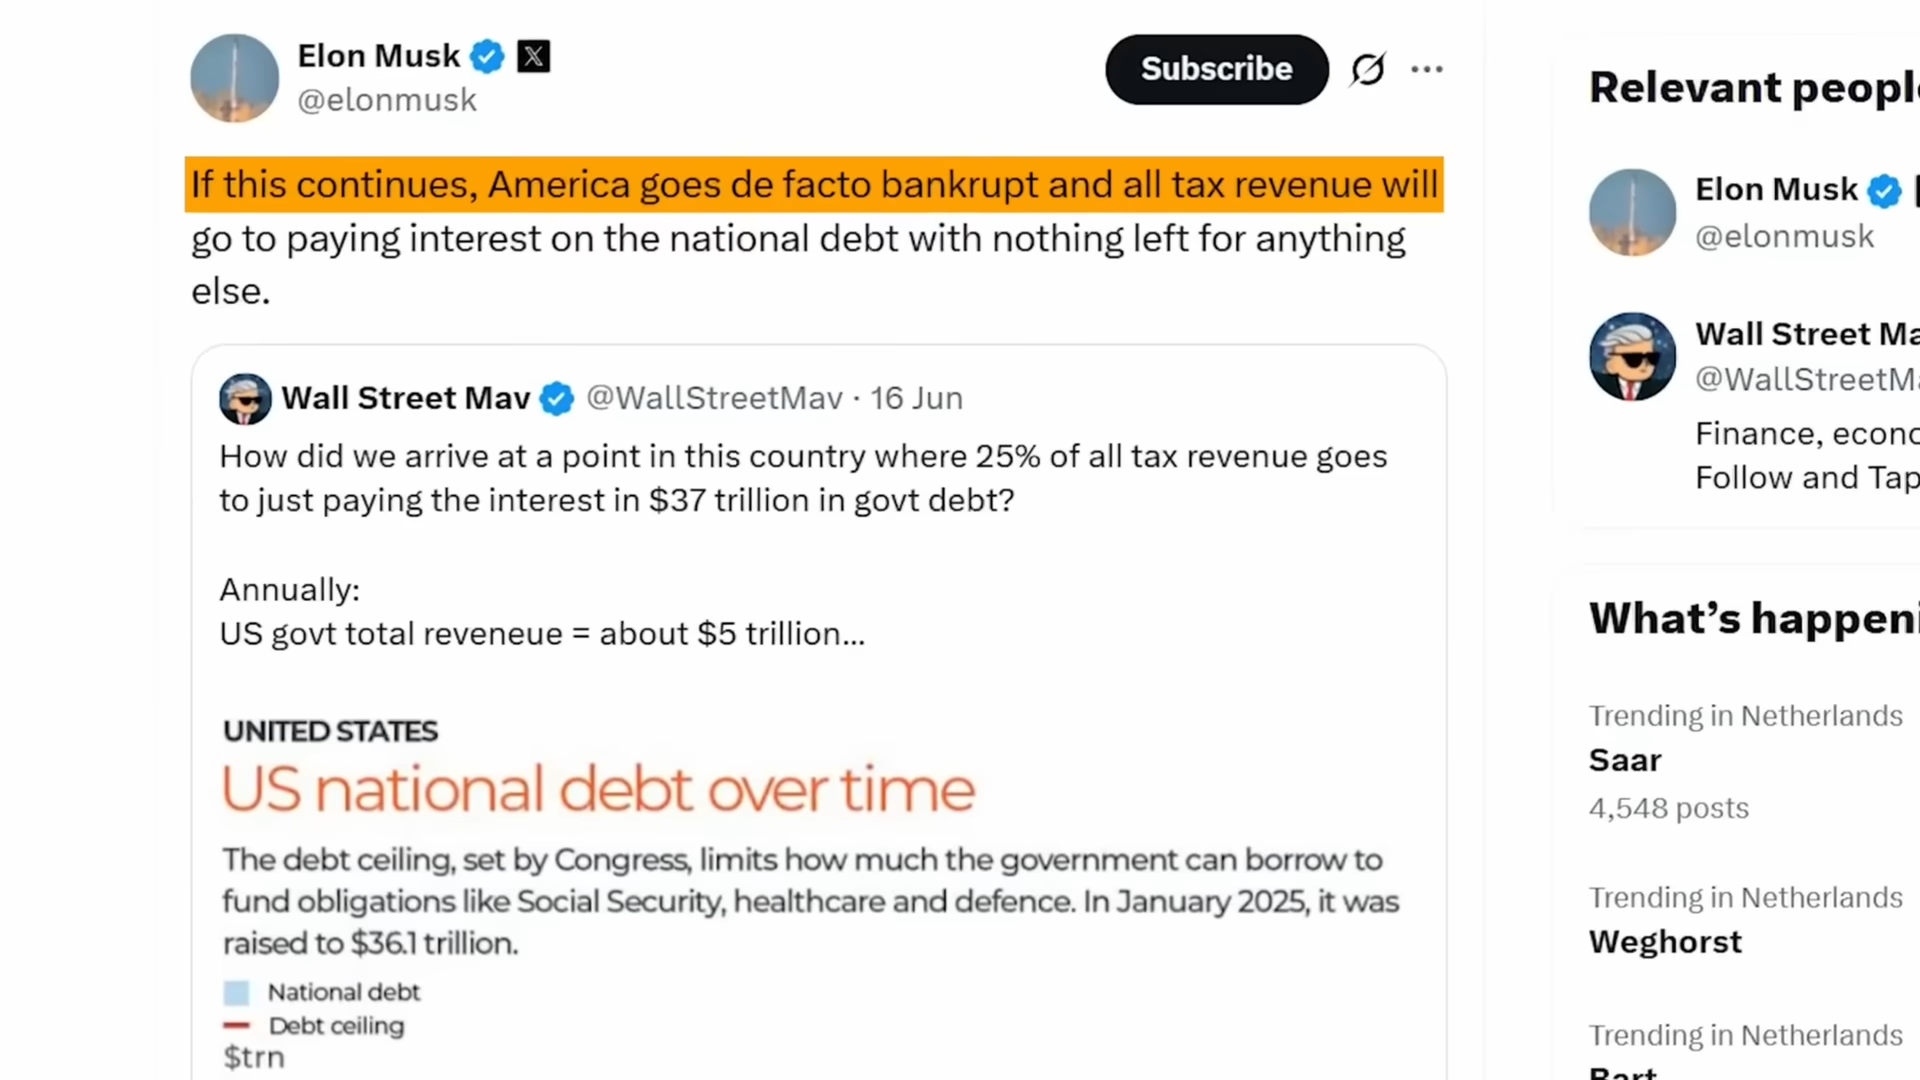 Elon Musk
@elonmusk
Subscribe
If this continues, America goes de facto bankrupt and all tax revenue will
go to paying interest on the national debt with nothing left for anything
else.
Wall Street Mav @WallStreetMav · 16 Jun
How did we arrive at a point in this country where 25% of all tax revenue goes
to just paying the interest in $37 trillion in govt debt?
Annually:
US govt total reveneue = about $5 trillion...
UNITED STATES
US national debt over time
The debt ceiling, set by Congress, limits how much the government can borrow to
fund obligations like Social Security, healthcare and defence. In January 2025, it was
raised to $36.1 trillion.
National debt
Debt ceiling
$trn
Relevant peopl
Elon Musk
@elonmusk
Wall Street Ma
@WallStreetMa
Finance, econo
Follow and Tap
What's happeni
Trending in Netherlands
Saar
4,548 posts
Trending in Netherlands
Weghorst
Trending in Netherlands